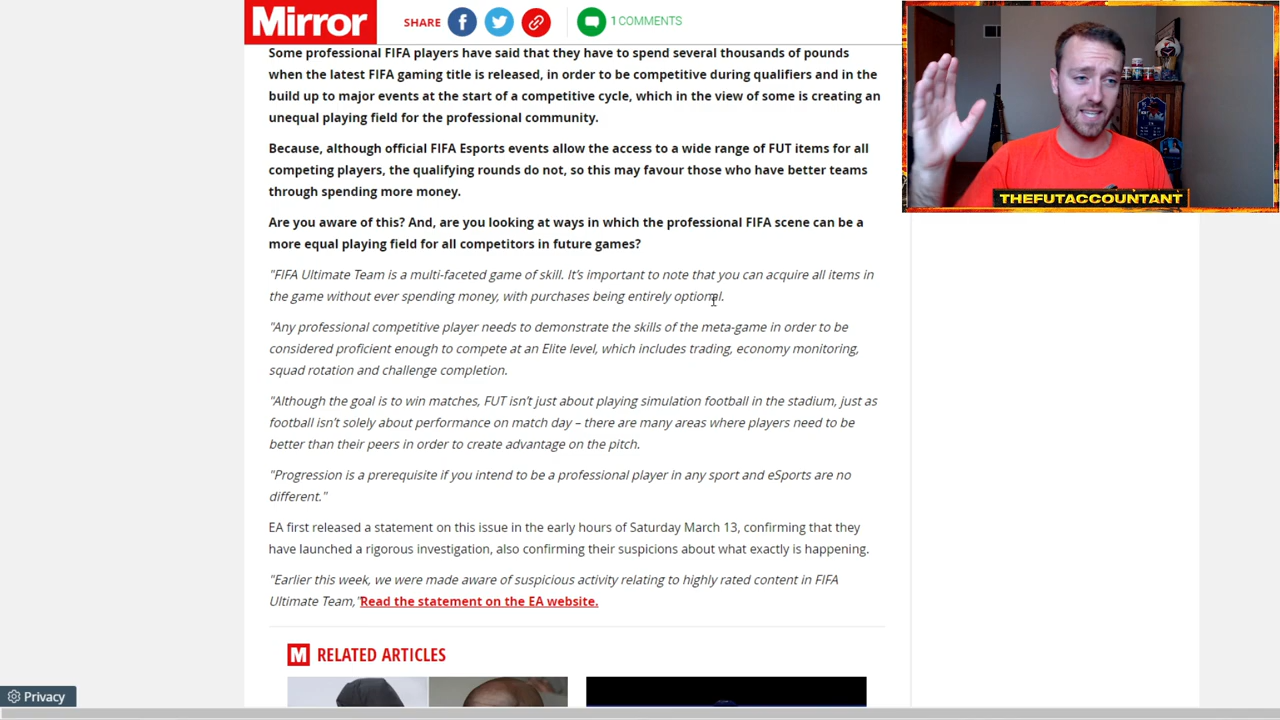 Mirror
SHARE
1 COMMENTS
Some professional FIFA players have said that they have to spend several thousands of pounds
when the latest FIFA gaming title is released, in order to be competitive during qualifiers and in the
build up to major events at the start of a competitive cycle, which in the view of some is creating an
unequal playing field for the professional community.
Because, although official FIFA Esports events allow the access to a wide range of FUT items for all
competing players, the qualifying rounds do not, so this may favour those who have better teams
through spending more money.
Are you aware of this? And, are you looking at ways in which the professional FIFA scene can be a
more equal playing field for all competitors in future games?
"FIFA Ultimate Team is a multi-faceted game of skill. It's important to note that you can acquire all items in
the game without ever spending money, with purchases being entirely optional.
"Any professional competitive player needs to demonstrate the skills of the meta-game in order to be
considered proficient enough to compete at an Elite level, which includes trading, economy monitoring,
squad rotation and challenge completion.
"Although the goal is to win matches, FUT isn't just about playing simulation football in the stadium, just as
football isn't solely about performance on match day – there are many areas where players need to be
better than their peers in order to create advantage on the pitch.
"Progression is a prerequisite if you intend to be a professional player in any sport and eSports are no
different."
EA first released a statement on this issue in the early hours of Saturday March 13, confirming that they
have launched a rigorous investigation, also confirming their suspicions about what exactly is happening.
"Earlier this week, we were made aware of suspicious activity relating to highly rated content in FIFA
Ultimate Team," Read the statement on the EA website.
M RELATED ARTICLES
Privacy
THEFUTACCOUNTANT